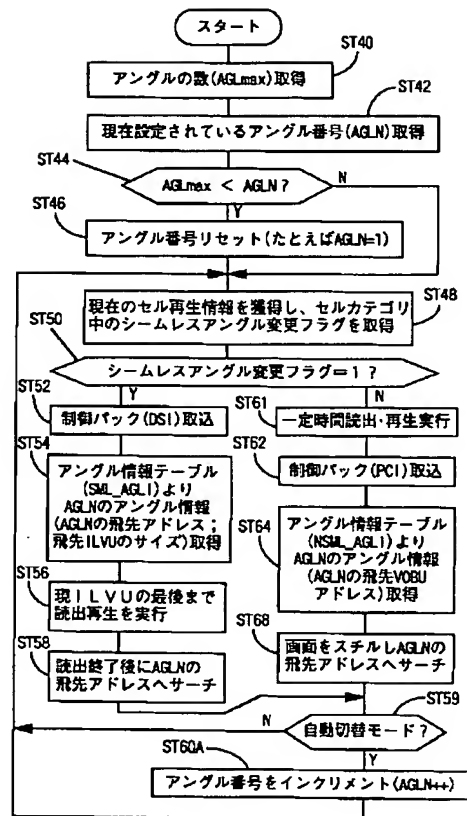 スタート
ST40
アングルの数(AGLmax)取得
ST42
現在設定されているアングル番号(AGLN)取得
ST44
AGLmax < AGLN ?
N
Y
ST46
アングル番号リセット(たとえばAGLN=1)
ST48
現在のセル再生情報を獲得し、セルカテゴリ
中のシームレスアングル変更フラグを取得
ST50
シームレスアングル変更フラグ=1 ?
Y
N
ST52
制御パック(DSI)取込
ST61
一定時間読出・再生実行
ST62
制御パック(PCI)取込
ST54
アングル情報テーブル
(SML_AGLI)より
AGLNのアングル情報
(AGLNの飛先アドレス;
飛先ILVUのサイズ)取得
ST64
アングル情報テーブル
(NSML_AGLI)より
AGLNのアングル情報
(AGLNの飛先VOBU
アドレス)取得
ST56
現ILVUの最後まで
読出再生を実行
ST58
読出終了後にAGLNの
飛先アドレスへサーチ
ST68
画面をスチルしAGLNの
飛先アドレスへサーチ
ST59
自動切替モード?
N
Y
ST60A
アングル番号をインクリメント(AGLN++)